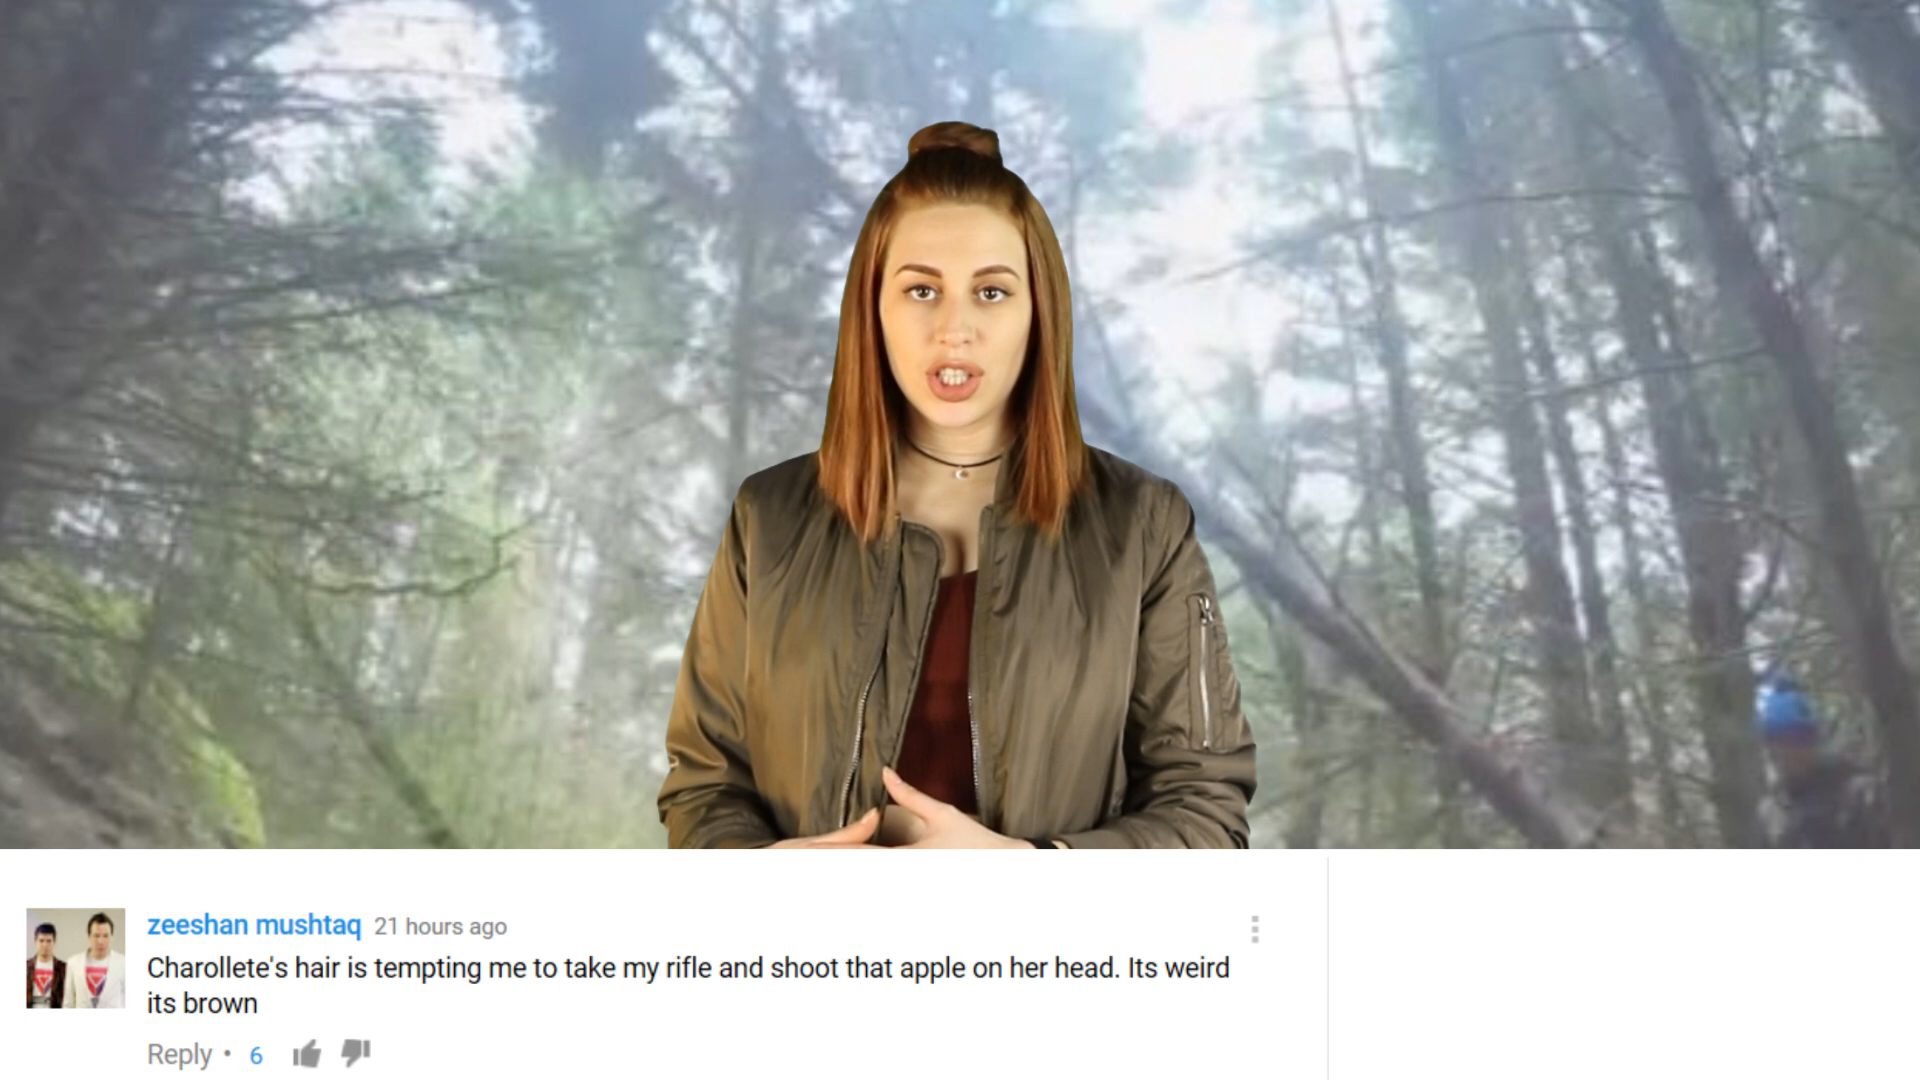 zeeshan mushtaq 21 hours ago
Charollete's hair is tempting me to take my rifle and shoot that apple on her head. Its weird
its brown
Reply • 6